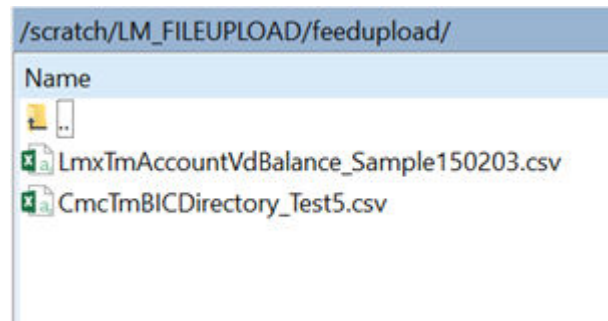 /scratch/LM_FILEUPLOAD/feedupload/
Name
..
LmxTmAccountVdBalance_Sample150203.csv
CmcTmBICDirectory_Test5.csv